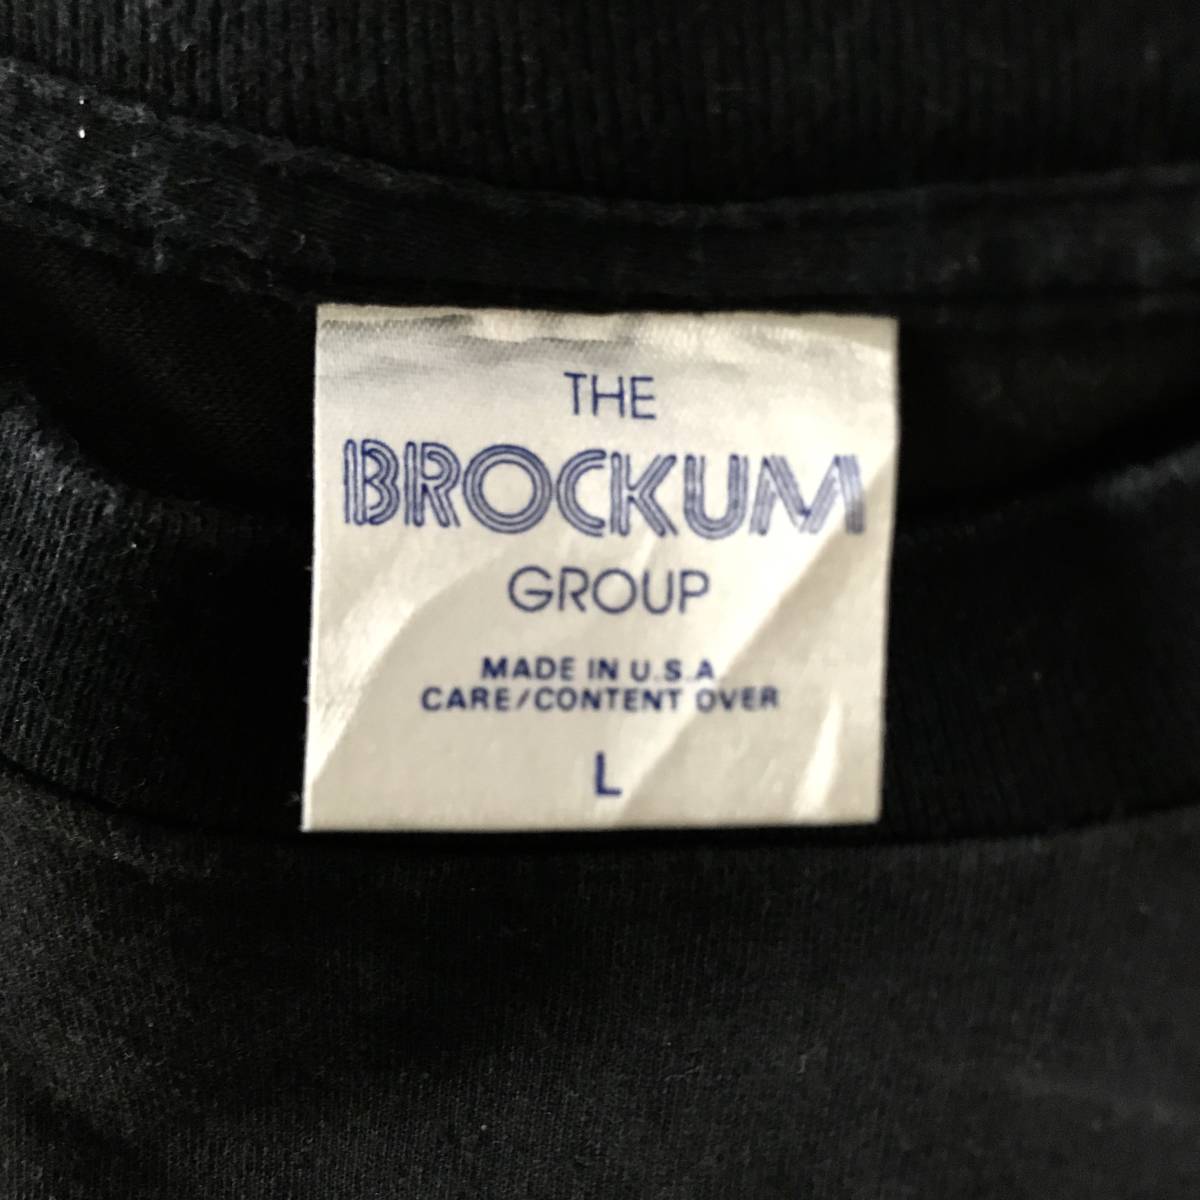 THE
BROCKUM
GROUP
MADE IN U.S.A
CARE/CONTENT OVER
L